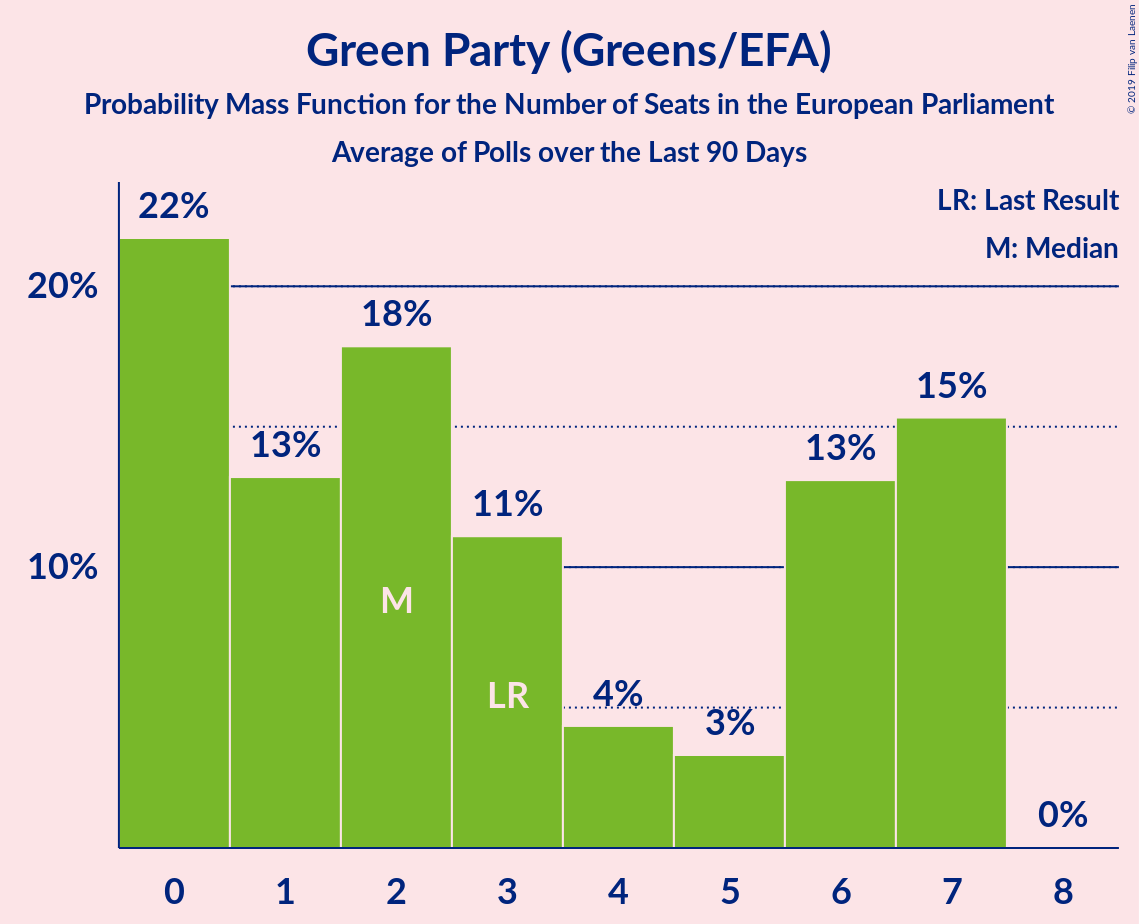 Green Party (Greens/EFA)
Probability Mass Function for the Number of Seats in the European Parliament
Average of Polls over the Last 90 Days
© 2019 Filip van Laenen
LR: Last Result
M: Median
22%
20%
18%
15%
13%
13%
11%
10%
M
LR
4%
3%
0%
0 1 2 3 4 5 6 7 8